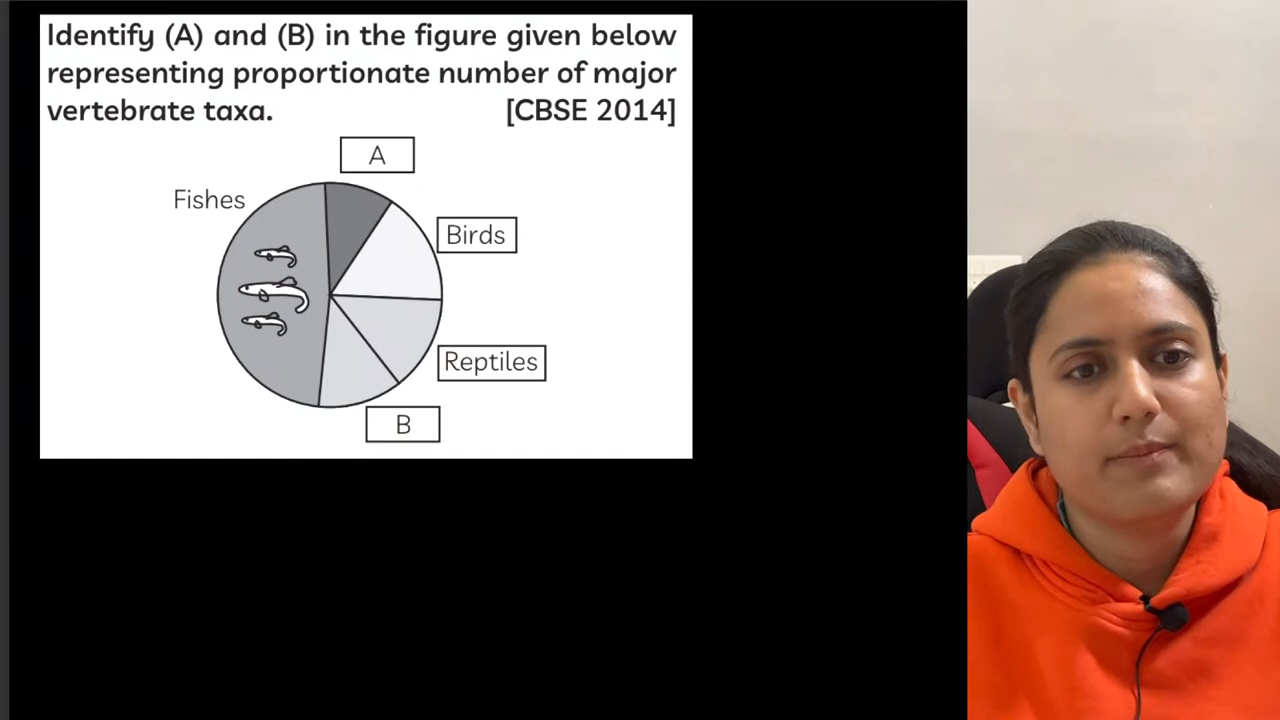 Identify (A) and (B) in the figure given below
representing proportionate number of major
vertebrate taxa. [CBSE 2014]
A
Fishes
Birds
Reptiles
B